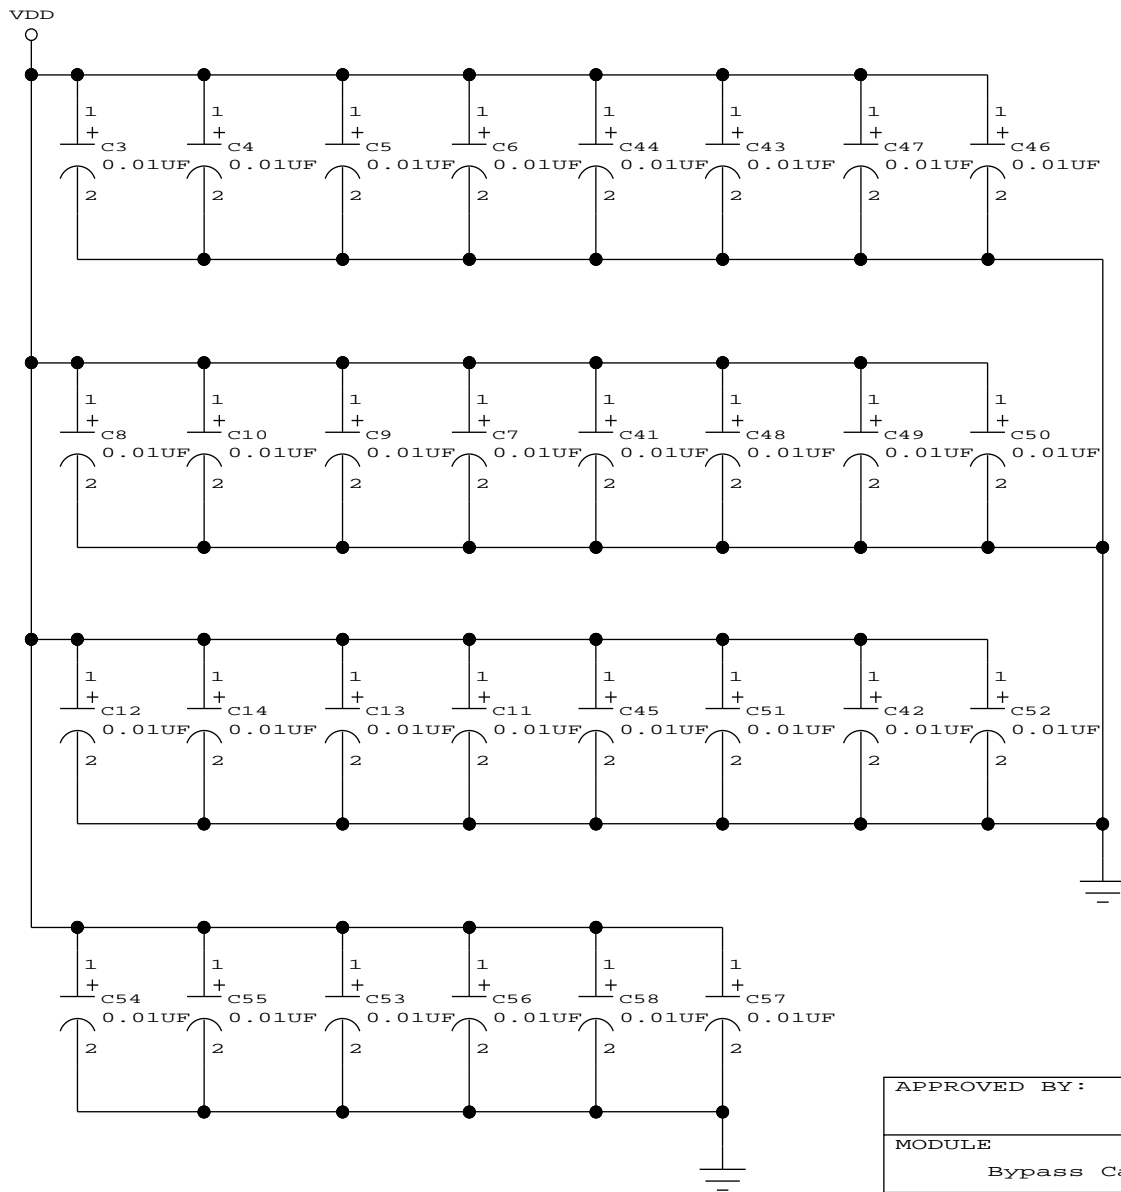 VDD
1 1 1 1 1 1 1 1
+ + + + + + + +
C3 C4 C5 C6 C44 C43 C47 C46
0.01UF 0.01UF 0.01UF 0.01UF 0.01UF 0.01UF 0.01UF 0.01UF
2 2 2 2 2 2 2 2
1 1 1 1 1 1 1 1
+ + + + + + + +
C8 C10 C9 C7 C41 C48 C49 C50
0.01UF 0.01UF 0.01UF 0.01UF 0.01UF 0.01UF 0.01UF 0.01UF
2 2 2 2 2 2 2 2
1 1 1 1 1 1 1 1
+ + + + + + + +
C12 C14 C13 C11 C45 C51 C42 C52
0.01UF 0.01UF 0.01UF 0.01UF 0.01UF 0.01UF 0.01UF 0.01UF
2 2 2 2 2 2 2 2
1 1 1 1 1 1
+ + + + + +
C54 C55 C53 C56 C58 C57
0.01UF 0.01UF 0.01UF 0.01UF 0.01UF 0.01UF
2 2 2 2 2 2
APPROVED BY:
MODULE
Bypass